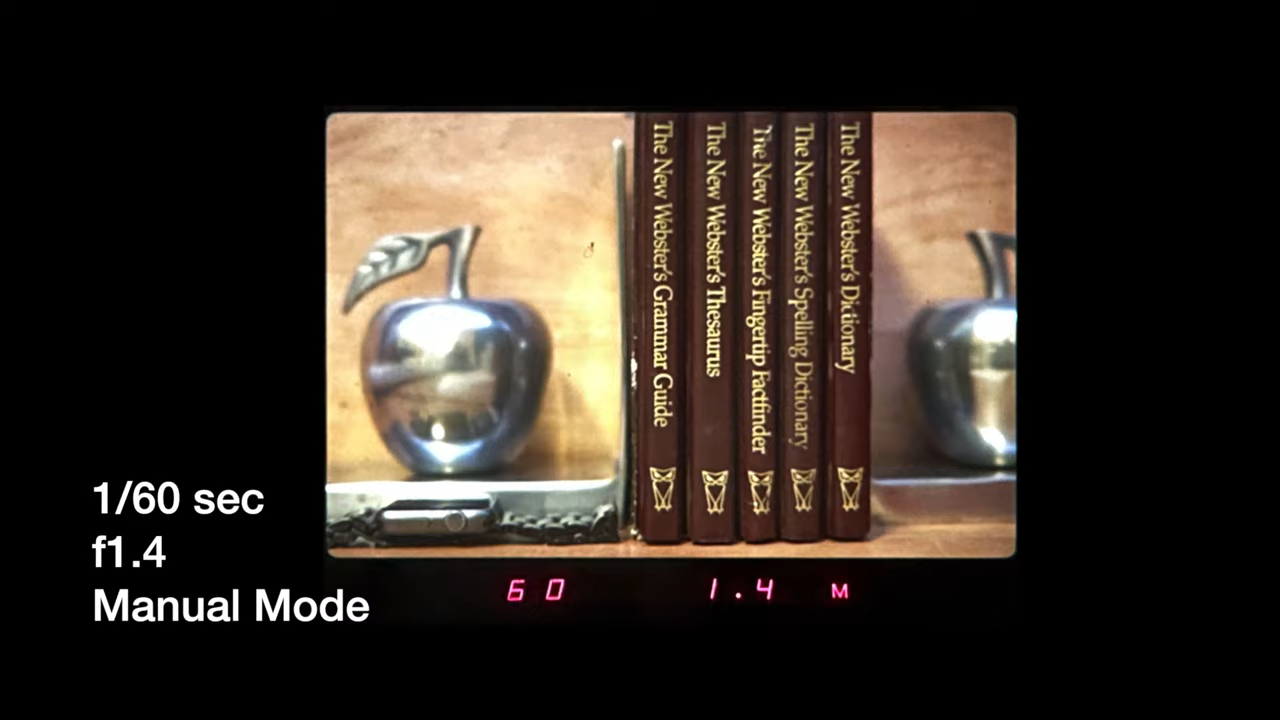 The New Webster's Grammar Guide
The New Webster's Thesaurus
The New Webster's Fingertip Factfinder
The New Webster's Spelling Dictionary
The New Webster's Dictionary
1/60 sec
f1.4
Manual Mode
60 1.4 M